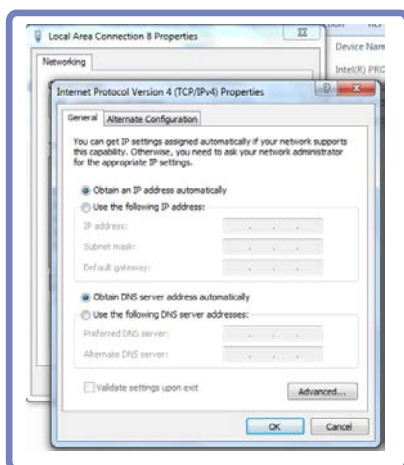 Local Area Connection 8 Properties
Device Nam
Networking
Intel(R) PRO
Internet Protocol Version 4 (TCP/IPv4) Properties
General
Alternate Configuration
You can get IP settings assigned automatically if your network supports
this capability. Otherwise, you need to ask your network administrator
for the appropriate IP settings.
Obtain an IP address automatically
Use the following IP address:
IP address:
Subnet mask:
Default gateway:
Obtain DNS server address automatically
Use the following DNS server addresses:
Preferred DNS server:
Alternate DNS server:
Validate settings upon exit
Advanced...
OK
Cancel